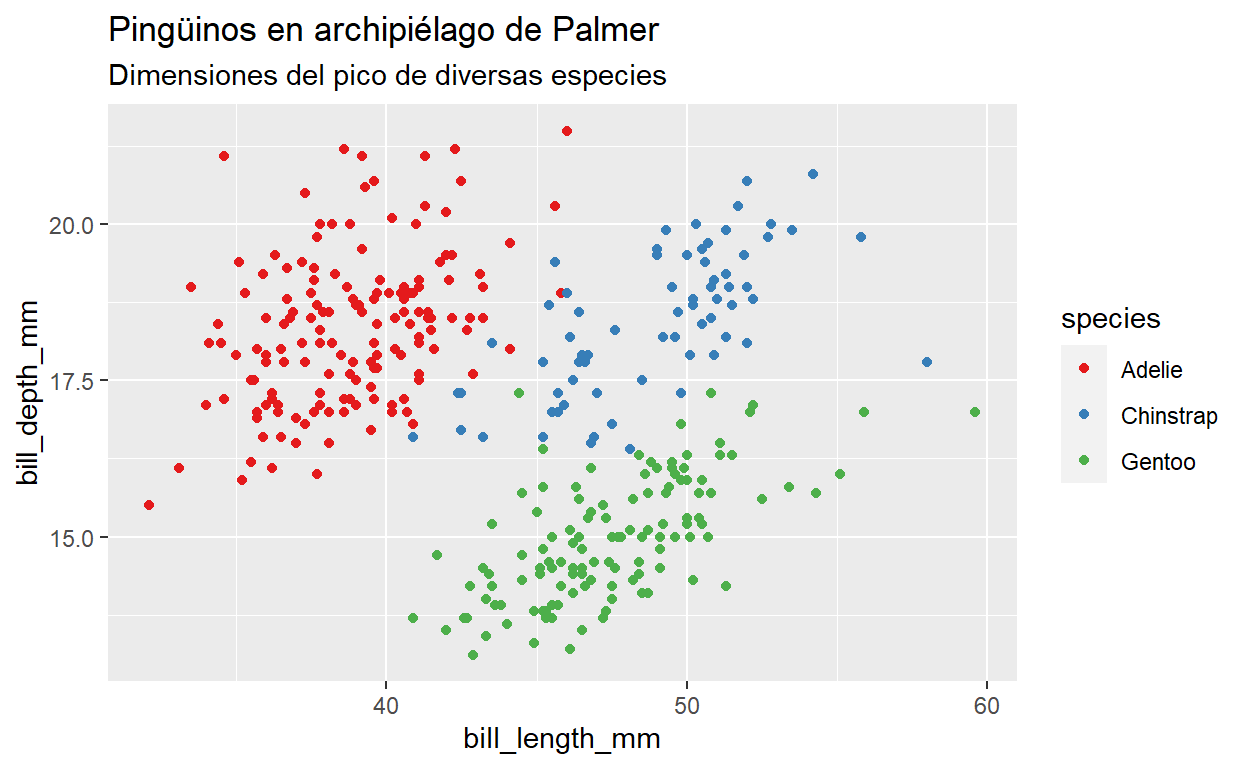 Pingüinos en archipiélago de Palmer
Dimensiones del pico de diversas especies
bill_depth_mm
20.0
17.5
15.0
40
50
60
bill_length_mm
species
Adelie
Chinstrap
Gentoo